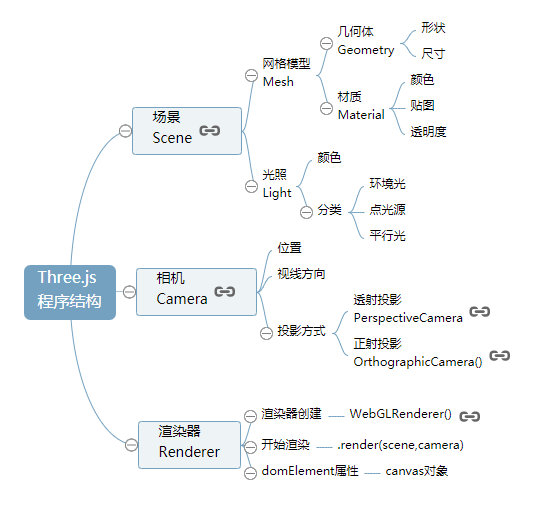 Three.js
程序结构
场景
Scene
网格模型
Mesh
几何体
Geometry
形状
尺寸
材质
Material
颜色
贴图
透明度
光照
Light
颜色
分类
环境光
点光源
平行光
相机
Camera
位置
视线方向
投影方式
透射投影
PerspectiveCamera
正射投影
OrthographicCamera()
渲染器
Renderer
渲染器创建
WebGLRenderer()
开始渲染
.render(scene,camera)
domElement属性
canvas对象